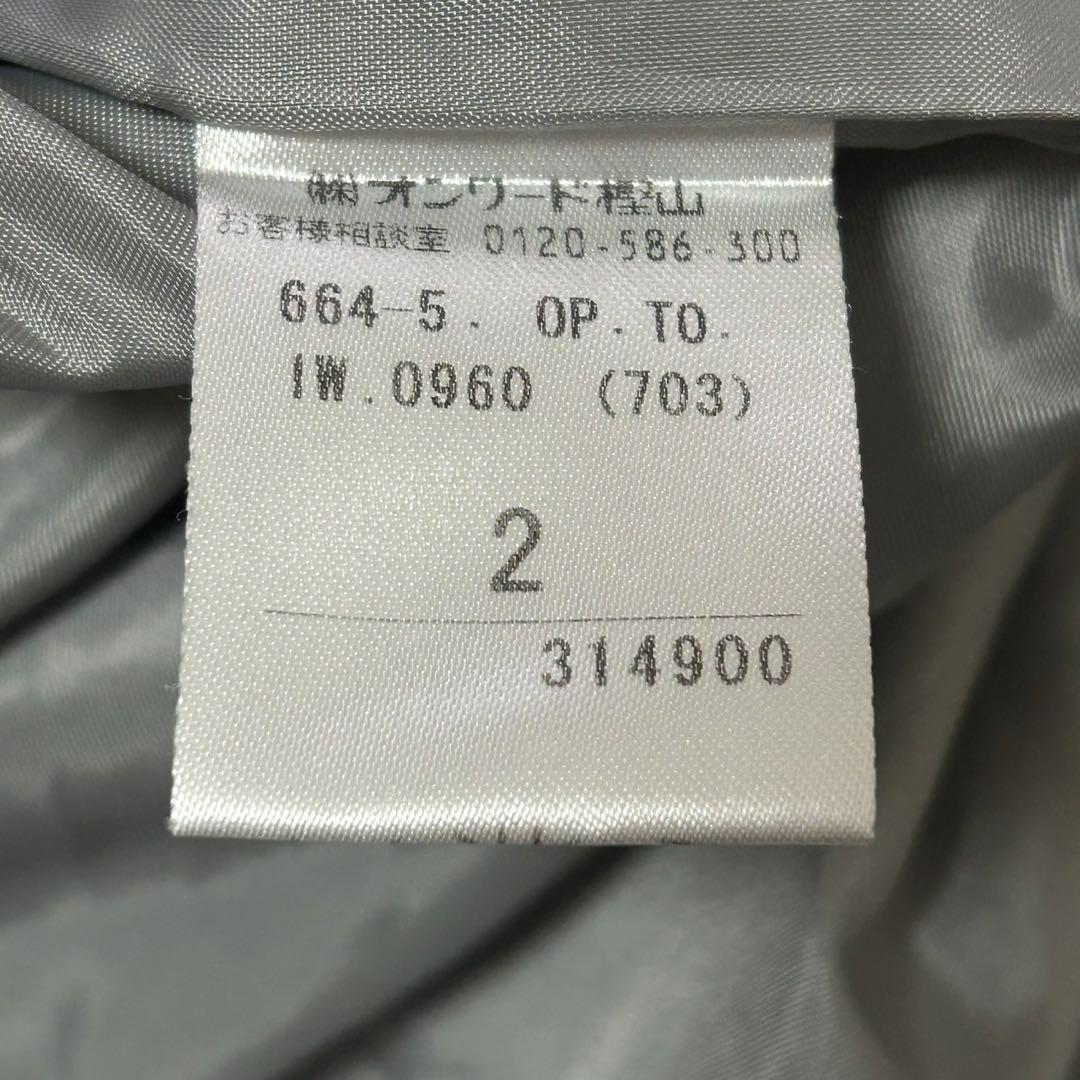 ㈱オンワード樫山
お客様相談室 0120-586-300
664-5. OP. TO.
IW.0960 (703)
2
314900